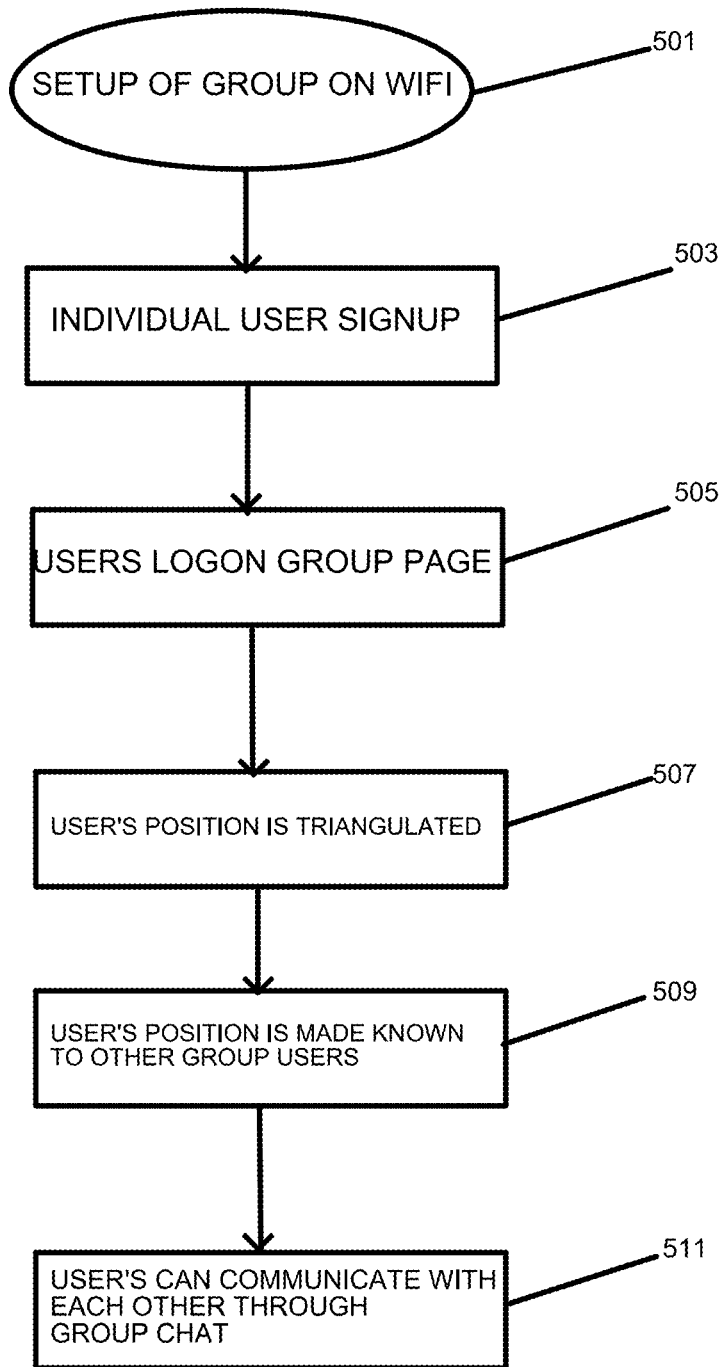 501
SETUP OF GROUP ON WIFI
503
INDIVIDUAL USER SIGNUP
505
USERS LOGON GROUP PAGE
507
USER'S POSITION IS TRIANGULATED
509
USER'S POSITION IS MADE KNOWN
TO OTHER GROUP USERS
511
USER'S CAN COMMUNICATE WITH
EACH OTHER THROUGH
GROUP CHAT